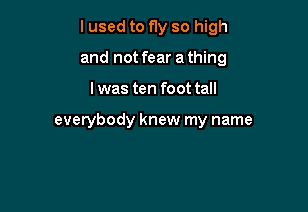 I used to fly so high
and not fear a thing
I was ten foot tall
everybody knew my name